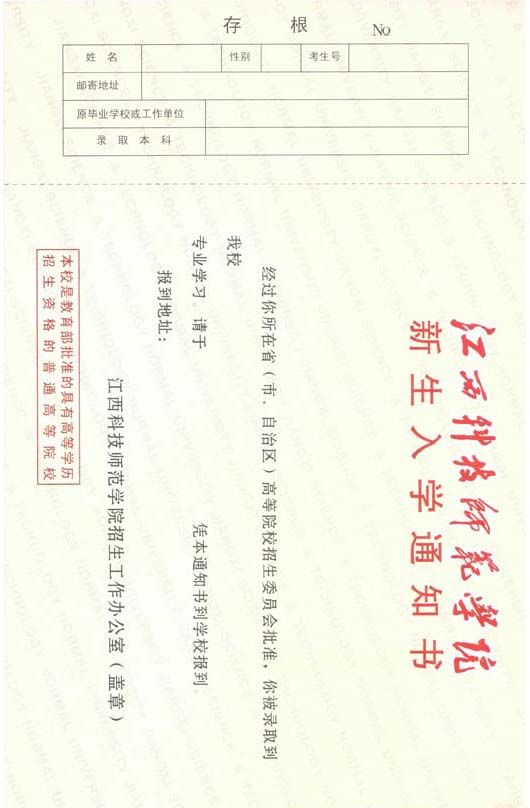 存 根 No
姓 名 性别 考生号
邮寄地址
原毕业学校或工作单位
录 取 本 科
江西科技师范学院
新生入学通知书
经过你所在省（市、自治区）高等院校招生委员会批准，你被录取到
我校
专业学习。请于 凭本通知书到学校报到。
报到地址：
江西科技师范学院招生工作办公室（盖章）
本校是教育部批准的具有高等学历
招生资格的普通高等院校
JIANGXI SCIENCE & TECHNOLOGY NORMAL UNIVERSITY